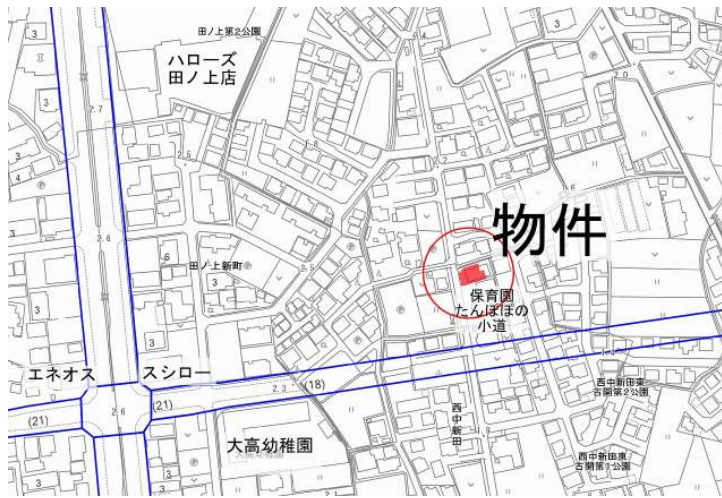 田ノ上第2公園
ハローズ
田ノ上店
物件
田ノ上新町
保育園
たんぽぽの
小道
エネオス
スシロー
(18)
(21)
(21)
大高幼稚園
西中新田
西中新田東
古開第2公園
西中新田東
古開第1公園